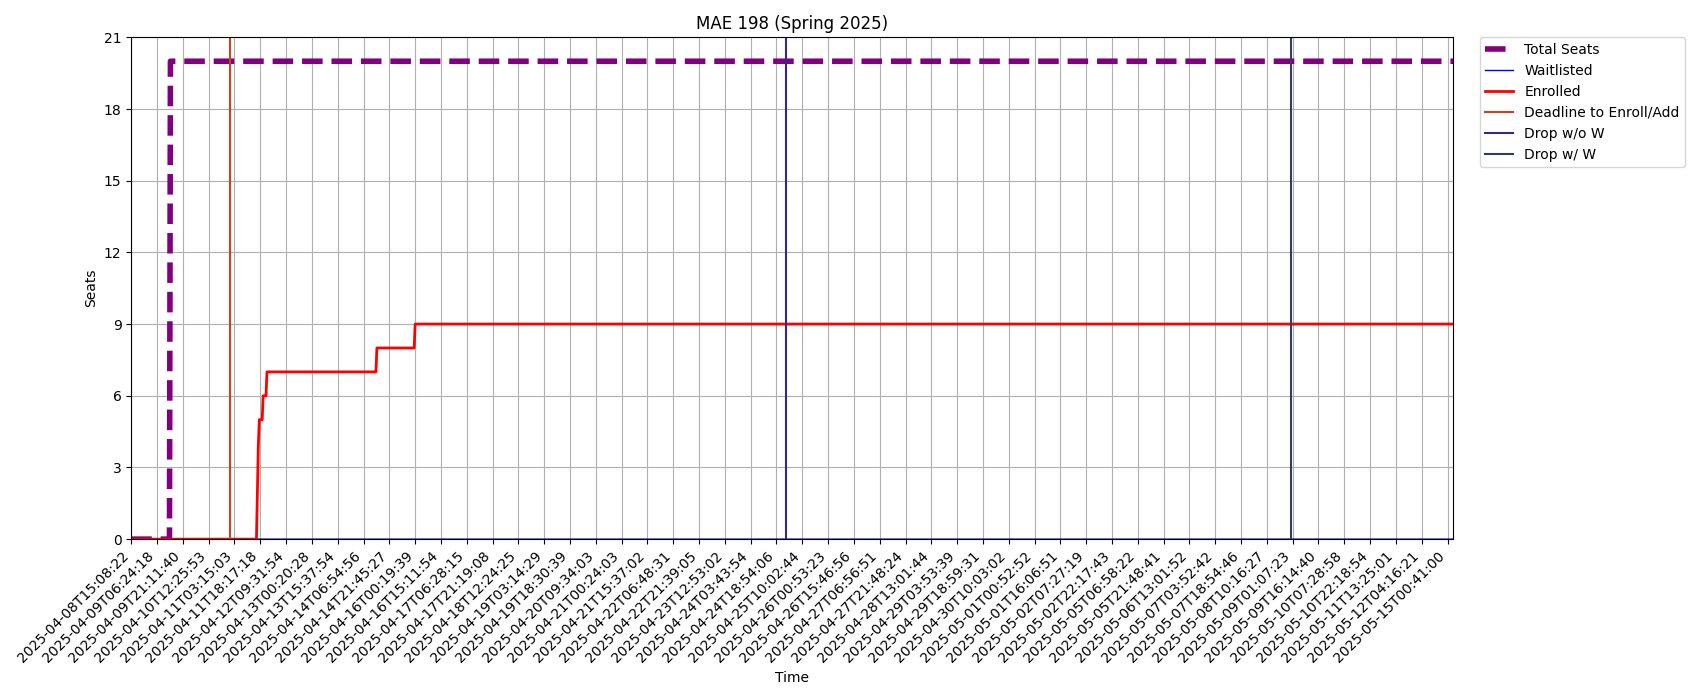 MAE 198 (Spring 2025)
21
18
15
12
9
6
3
0
Seats
Total Seats
Waitlisted
Enrolled
Deadline to Enroll/Add
Drop w/o W
Drop w/ W
2025-04-08T15:08:22
2025-04-09T06:24:18
2025-04-09T21:11:40
2025-04-10T12:25:53
2025-04-11T03:15:03
2025-04-11T18:17:18
2025-04-12T09:31:54
2025-04-13T00:20:28
2025-04-13T15:37:54
2025-04-14T06:54:56
2025-04-14T21:45:27
2025-04-16T00:19:39
2025-04-16T15:11:54
2025-04-17T06:28:15
2025-04-17T21:19:08
2025-04-18T12:24:25
2025-04-19T03:14:29
2025-04-19T18:30:39
2025-04-20T09:34:03
2025-04-21T00:24:03
2025-04-21T15:37:02
2025-04-22T06:48:31
2025-04-22T21:39:05
2025-04-23T12:53:02
2025-04-24T03:43:54
2025-04-24T18:54:06
2025-04-25T10:02:44
2025-04-26T00:53:23
2025-04-26T15:46:56
2025-04-27T06:56:51
2025-04-27T21:48:24
2025-04-28T13:01:44
2025-04-29T03:53:39
2025-04-29T18:59:31
2025-04-30T10:03:02
2025-05-01T00:52:52
2025-05-01T16:06:51
2025-05-02T07:27:19
2025-05-02T22:17:43
2025-05-05T06:58:22
2025-05-05T21:48:41
2025-05-06T13:01:52
2025-05-07T03:52:42
2025-05-07T18:54:46
2025-05-08T10:16:27
2025-05-09T01:07:23
2025-05-09T16:14:40
2025-05-10T07:28:58
2025-05-10T22:18:54
2025-05-11T13:25:01
2025-05-12T04:16:21
2025-05-15T00:41:00
Time